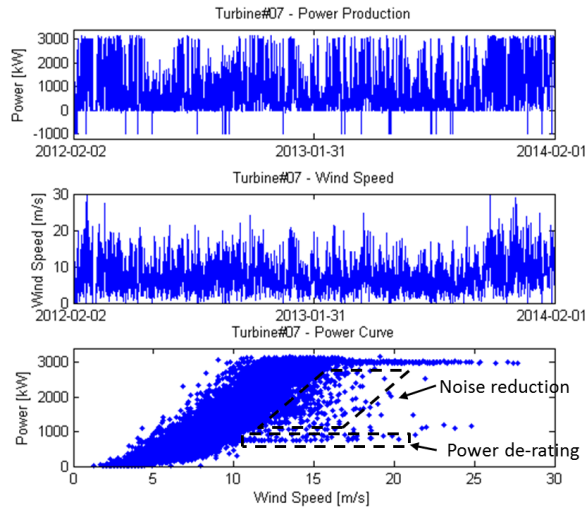 Turbine#07 - Power Production
Power [kW]
3000
2000
1000
0
-1000
2012-02-02 2013-01-31 2014-02-01
Turbine#07 - Wind Speed
Wind Speed [m/s]
30
20
10
0
2012-02-02 2013-01-31 2014-02-01
Turbine#07 - Power Curve
Power [kW]
3000
2000
1000
0
Noise reduction
Power de-rating
0 5 10 15 20 25 30
Wind Speed [m/s]